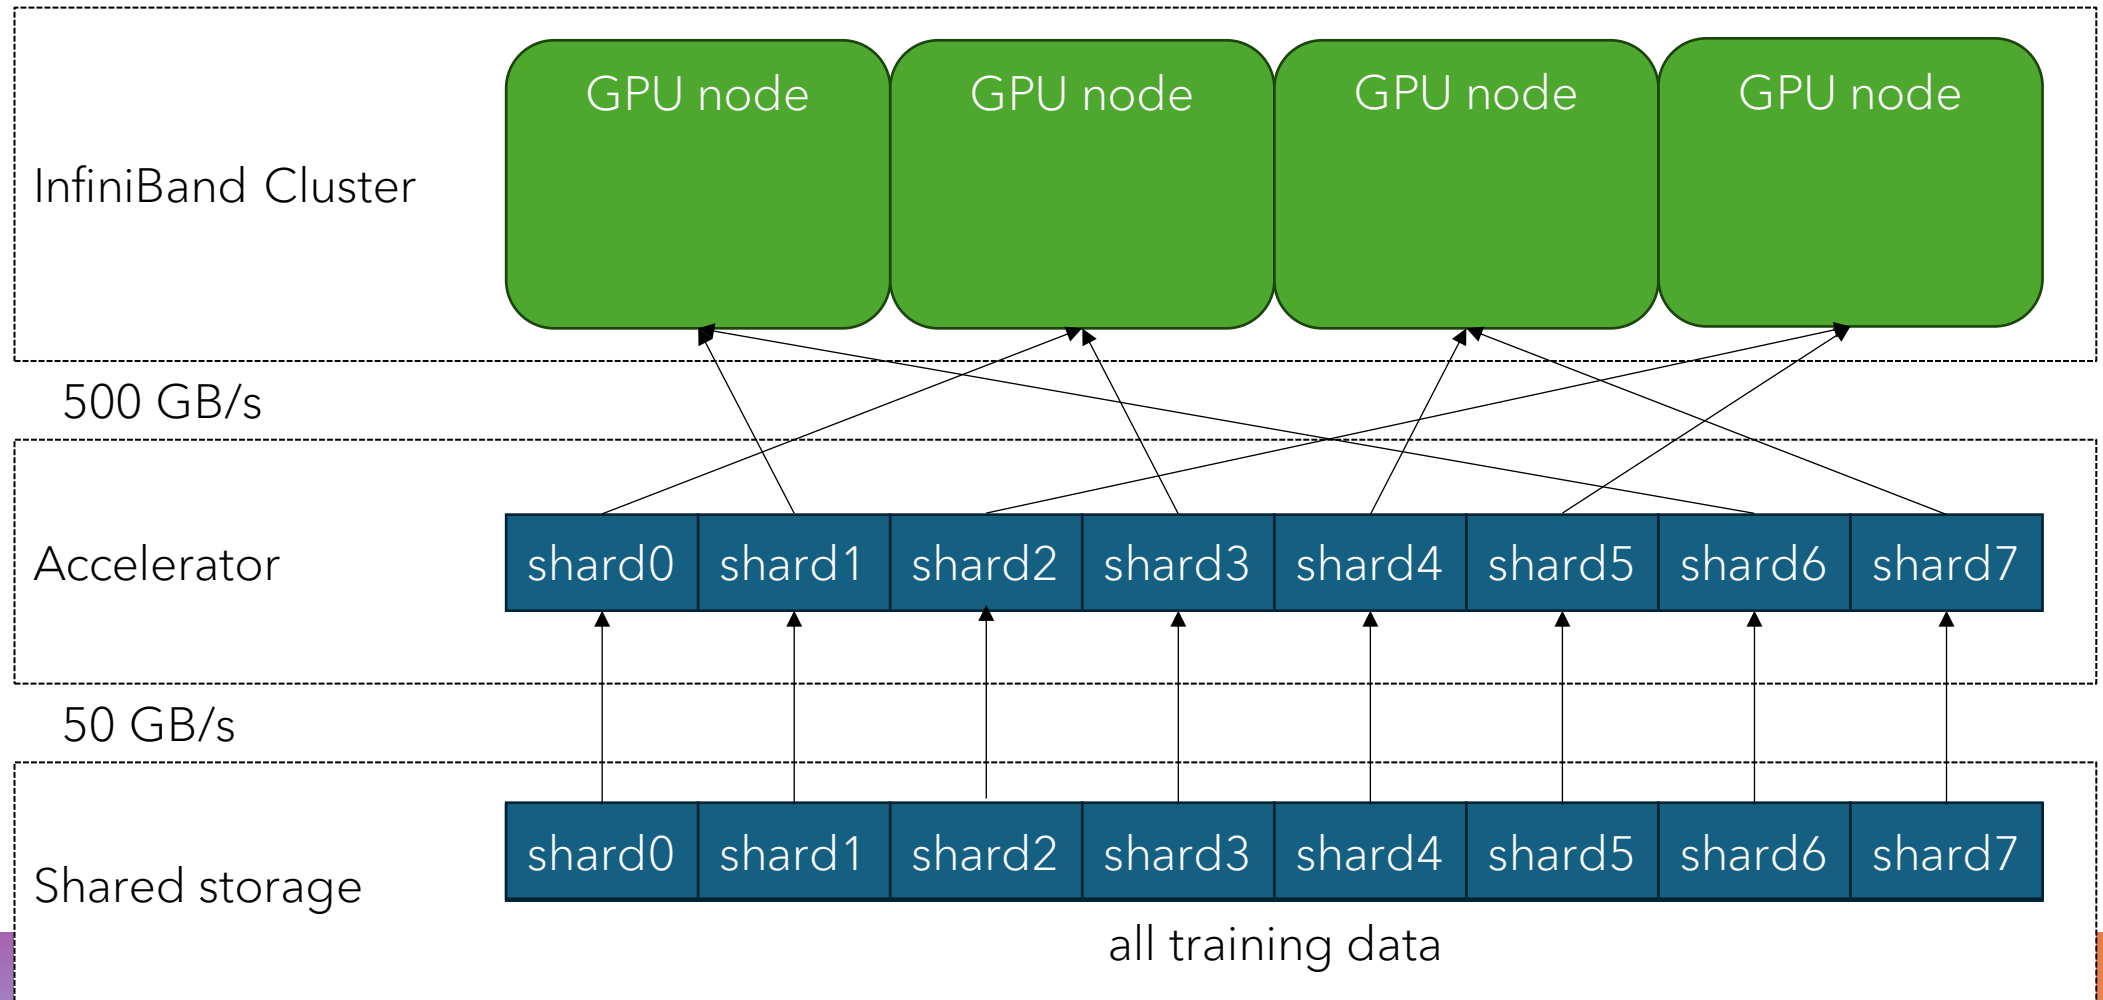 GPU node GPU node GPU node GPU node
InfiniBand Cluster
500 GB/s
Accelerator shard0 shard1 shard2 shard3 shard4 shard5 shard6 shard7
50 GB/s
shard0 shard1 shard2 shard3 shard4 shard5 shard6 shard7
Shared storage
all training data